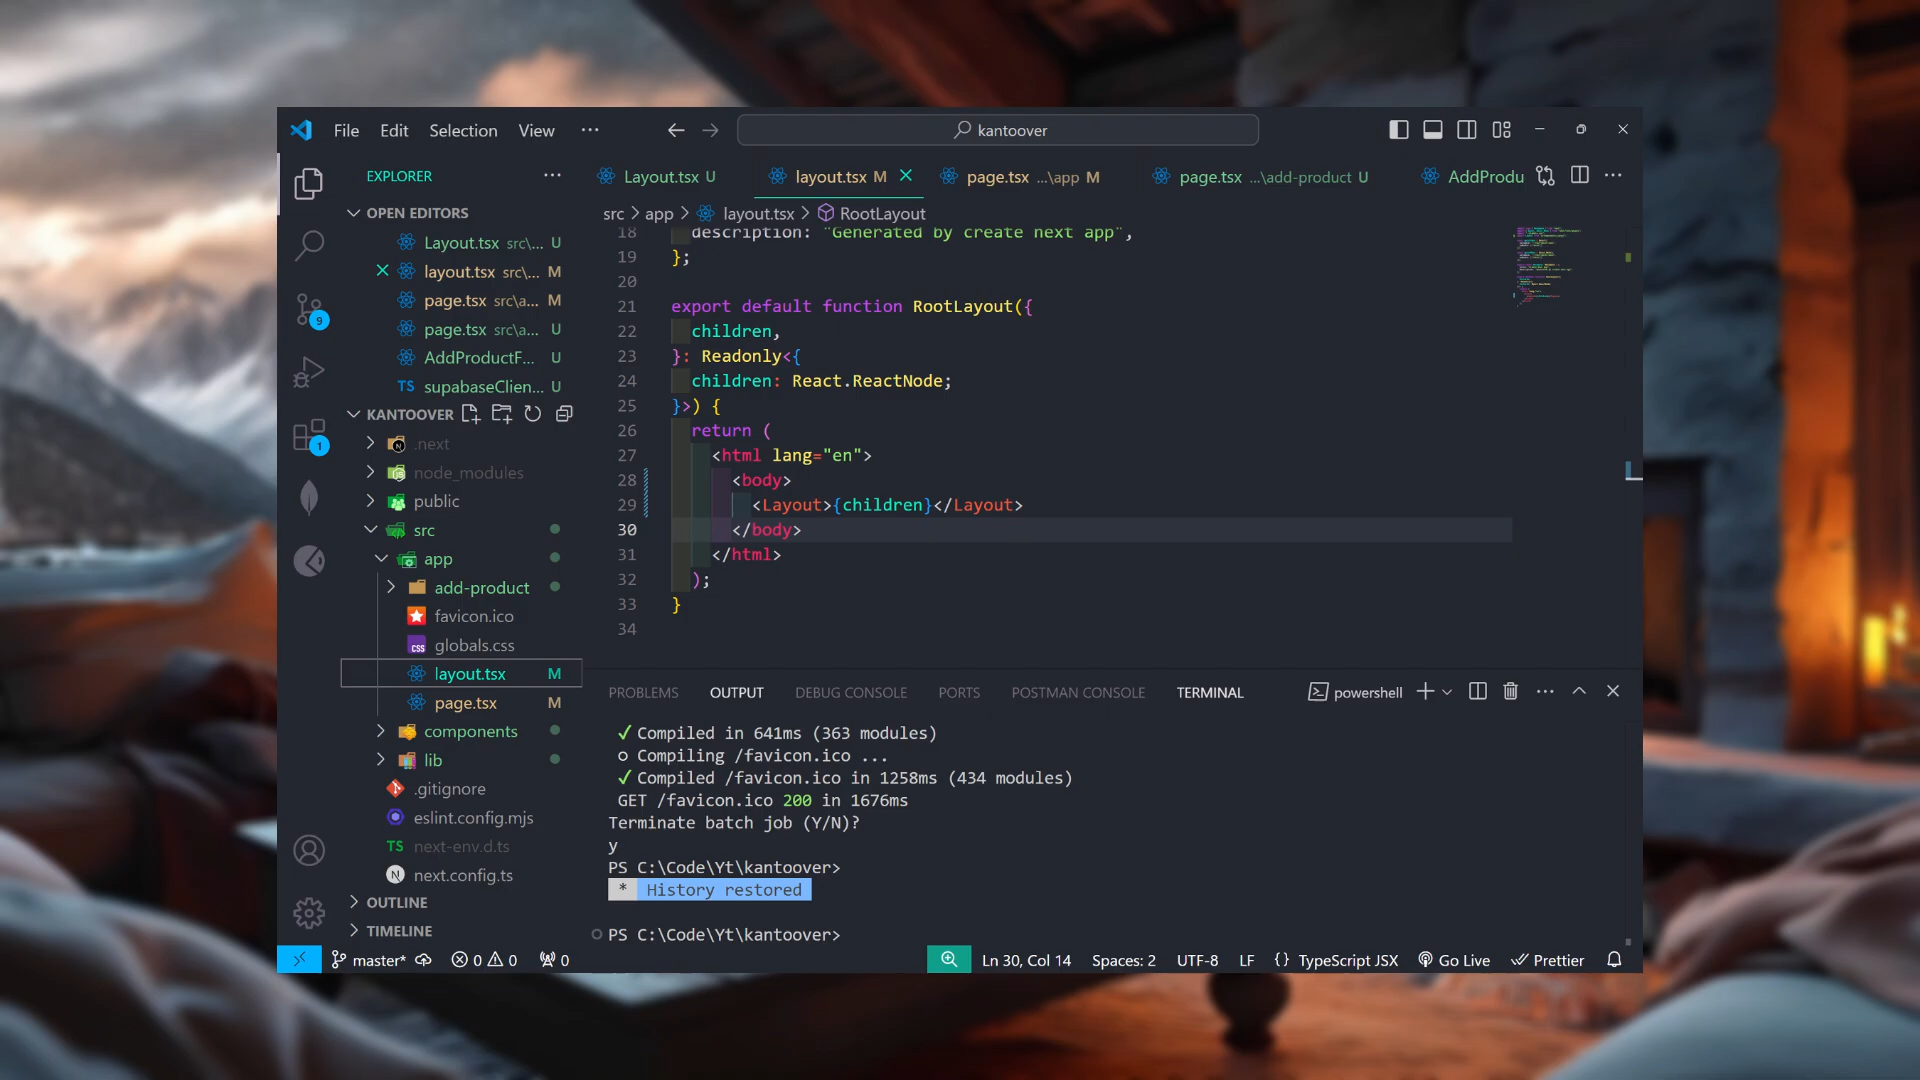 File Edit Selection View ...
kantoover
EXPLORER ...
Layout.tsx U
layout.tsx M
page.tsx ...\app M
page.tsx ...\add-product U
AddProdu
src > app > layout.tsx > RootLayout
OPEN EDITORS
Layout.tsx src\... U
layout.tsx src\... M
page.tsx src\a... M
page.tsx src\a... U
AddProductF... U
TS supabaseClien... U
KANTOOVER
.next
node_modules
public
src
app
add-product
favicon.ico
css globals.css
layout.tsx M
page.tsx M
components
lib
.gitignore
eslint.config.mjs
TS next-env.d.ts
N next.config.ts
OUTLINE
TIMELINE
9
1
18 description: "Generated by create next app",
19 };
20
21 export default function RootLayout({
22 children,
23 }: Readonly<{
24 children: React.ReactNode;
25 }>) {
26 return (
27 <html lang="en">
28 <body>
29 <Layout>{children}</Layout>
30 </body>
31 </html>
32 );
33 }
34
PROBLEMS OUTPUT DEBUG CONSOLE PORTS POSTMAN CONSOLE TERMINAL powershell
✓ Compiled in 641ms (363 modules)
○ Compiling /favicon.ico ...
✓ Compiled /favicon.ico in 1258ms (434 modules)
GET /favicon.ico 200 in 1676ms
Terminate batch job (Y/N)?
y
PS C:\Code\Yt\kantoover>
* History restored
PS C:\Code\Yt\kantoover>
master* 0 0 0 Ln 30, Col 14 Spaces: 2 UTF-8 LF {} TypeScript JSX Go Live Prettier